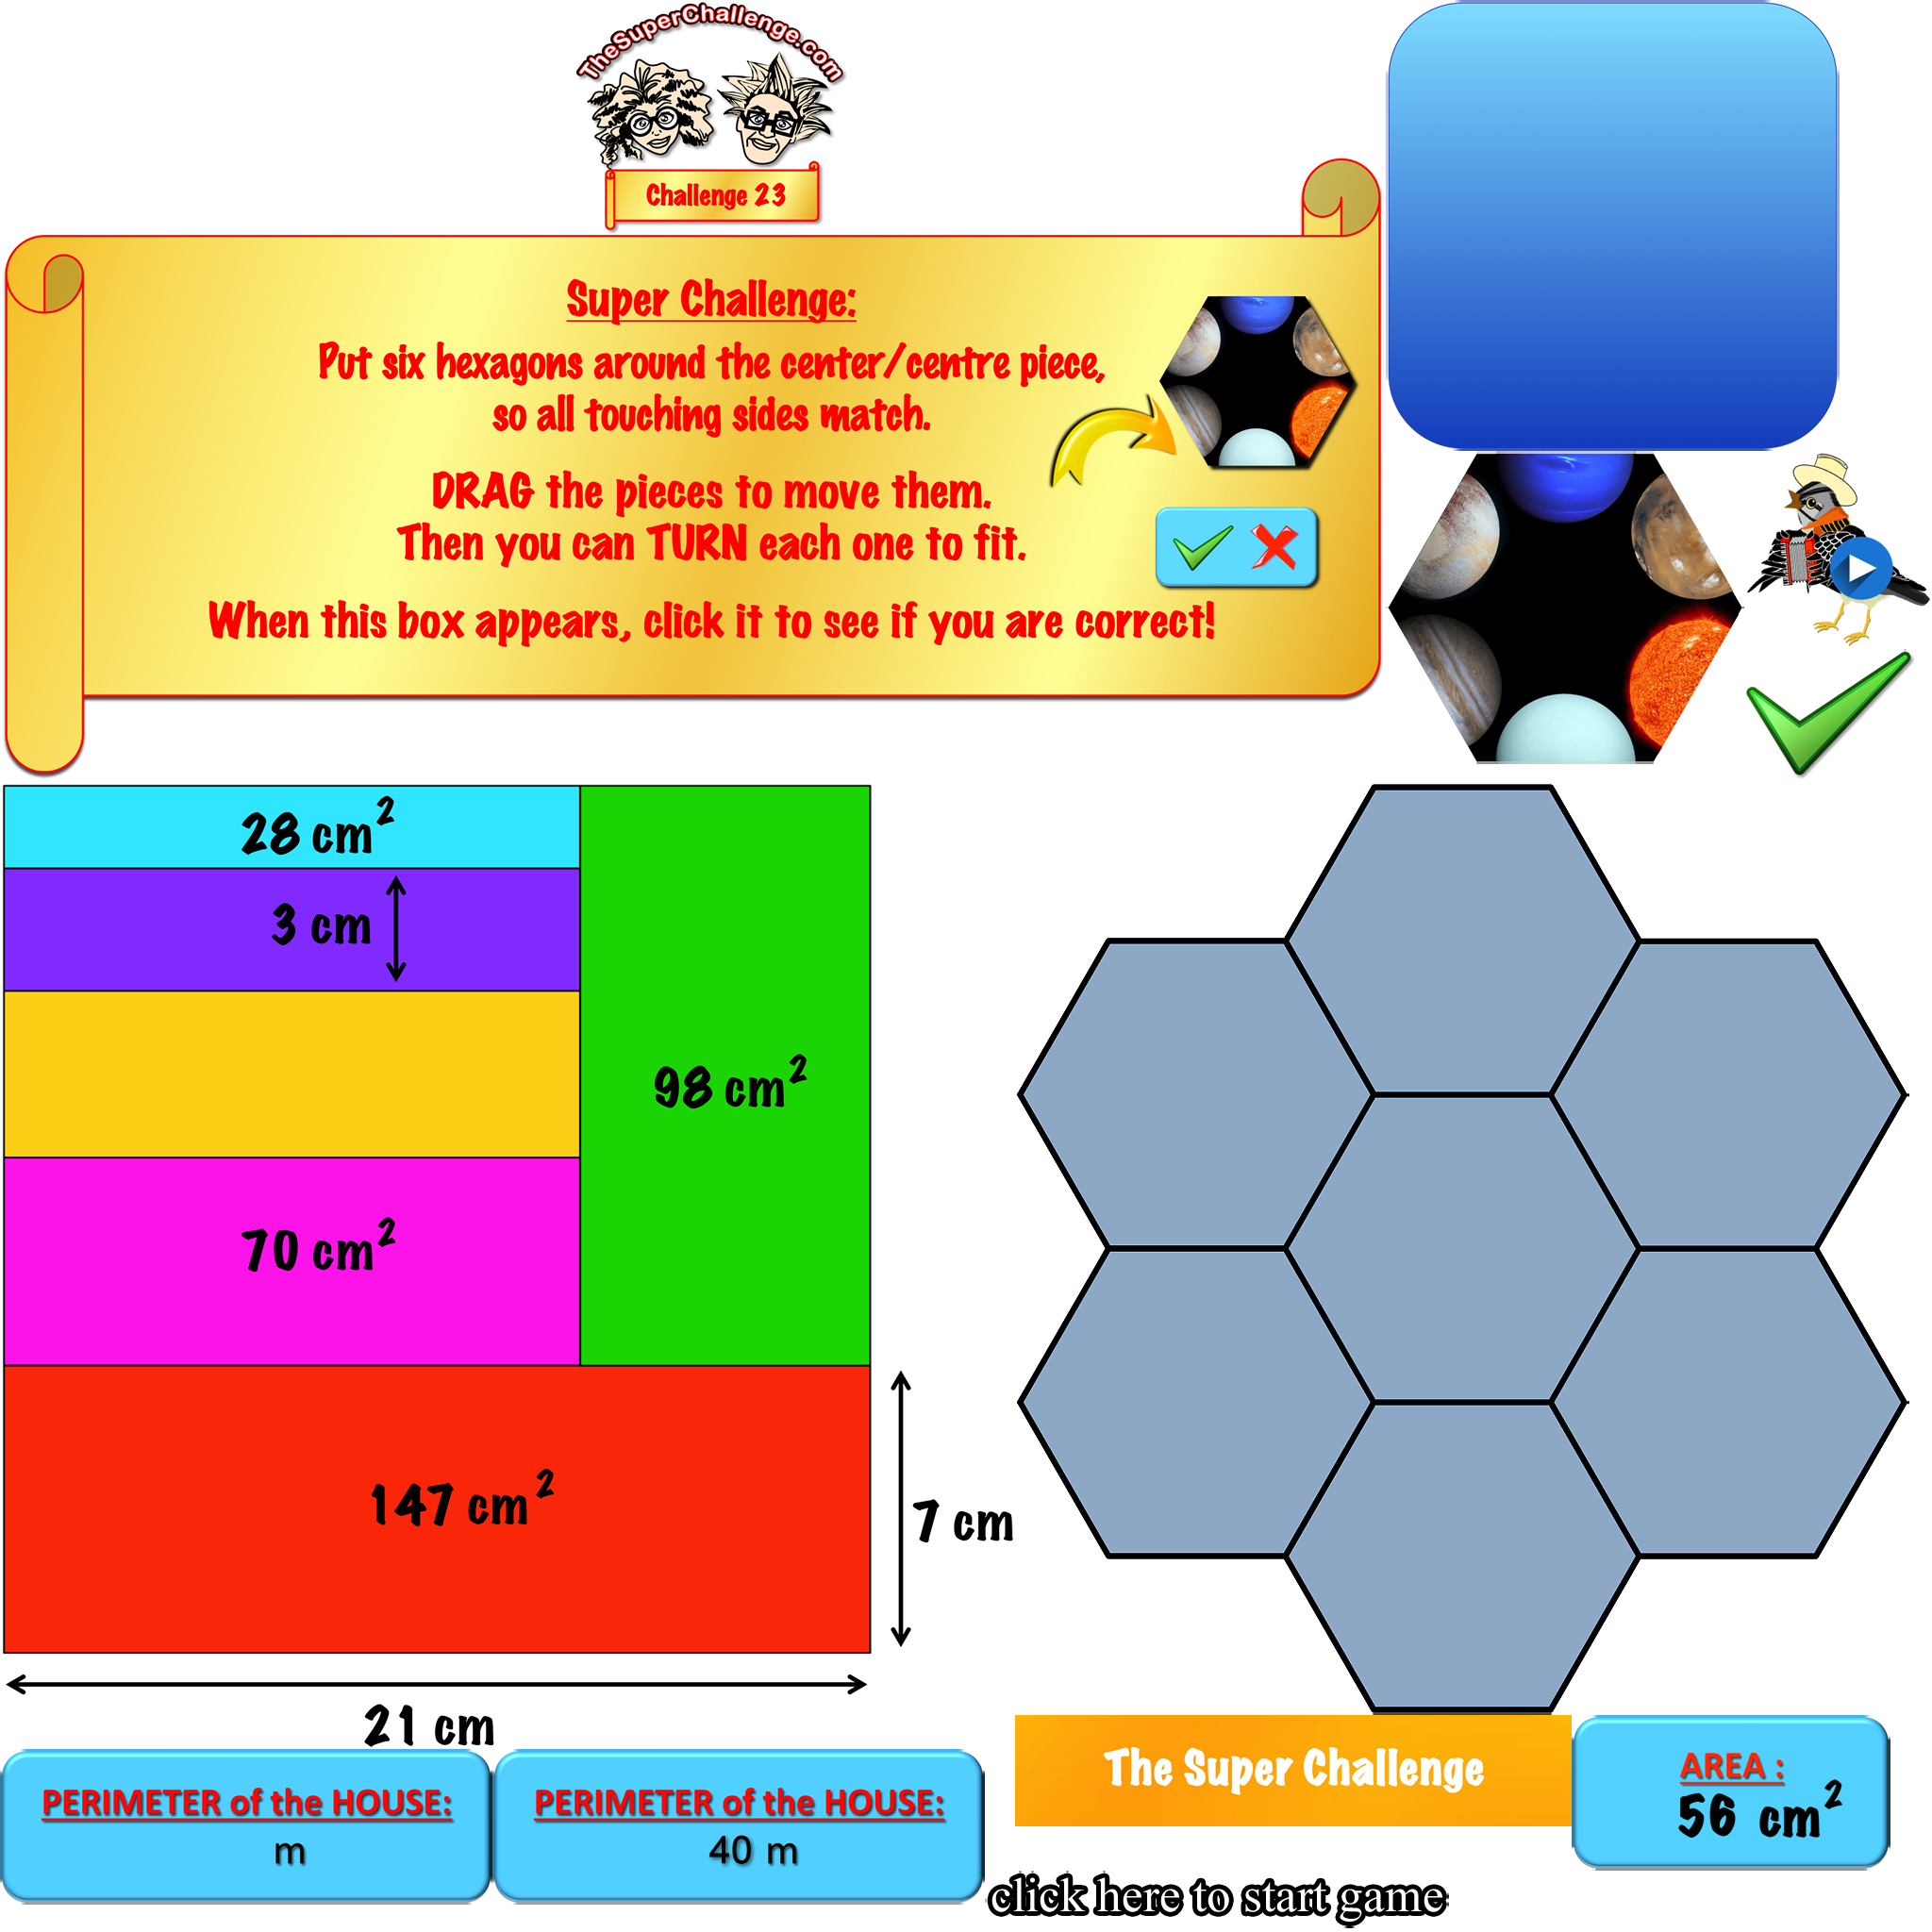 TheSuperChallenge.com
Challenge 23
Super Challenge:
Put six hexagons around the center/centre piece,
so all touching sides match.
DRAG the pieces to move them.
Then you can TURN each one to fit.
When this box appears, click it to see if you are correct!
28 cm²
3 cm
98 cm²
70 cm²
147 cm²
7 cm
21 cm
PERIMETER of the HOUSE:
m
PERIMETER of the HOUSE:
40 m
The Super Challenge
AREA :
56 cm²
click here to start game